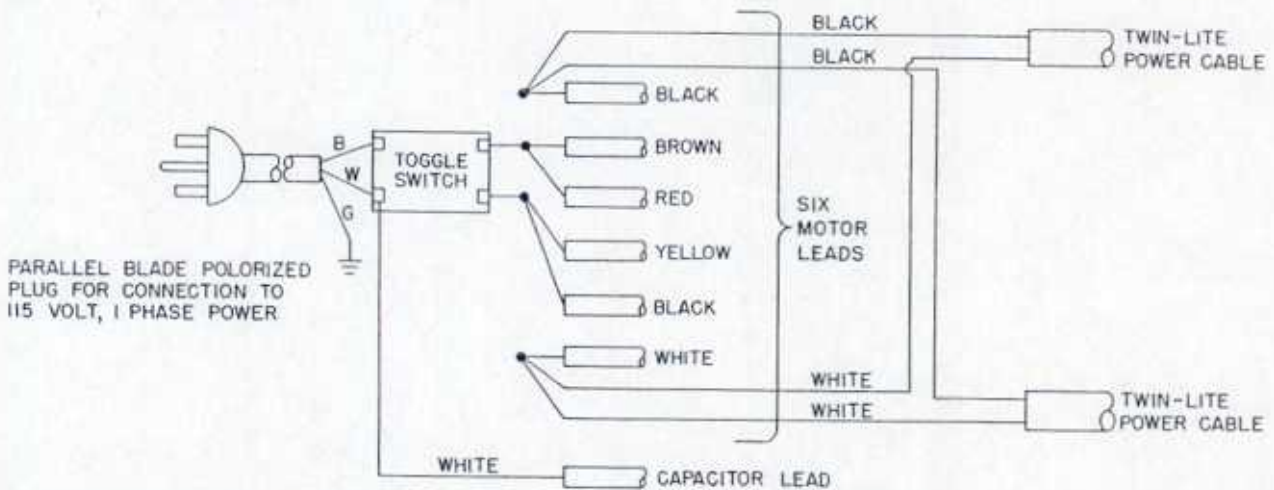 BLACK
BLACK
TWIN-LITE
POWER CABLE
BLACK
B
W
G
TOGGLE
SWITCH
BROWN
RED
SIX
MOTOR
LEADS
YELLOW
BLACK
PARALLEL BLADE POLORIZED
PLUG FOR CONNECTION TO
115 VOLT, 1 PHASE POWER
WHITE
WHITE
WHITE
TWIN-LITE
POWER CABLE
WHITE
CAPACITOR LEAD